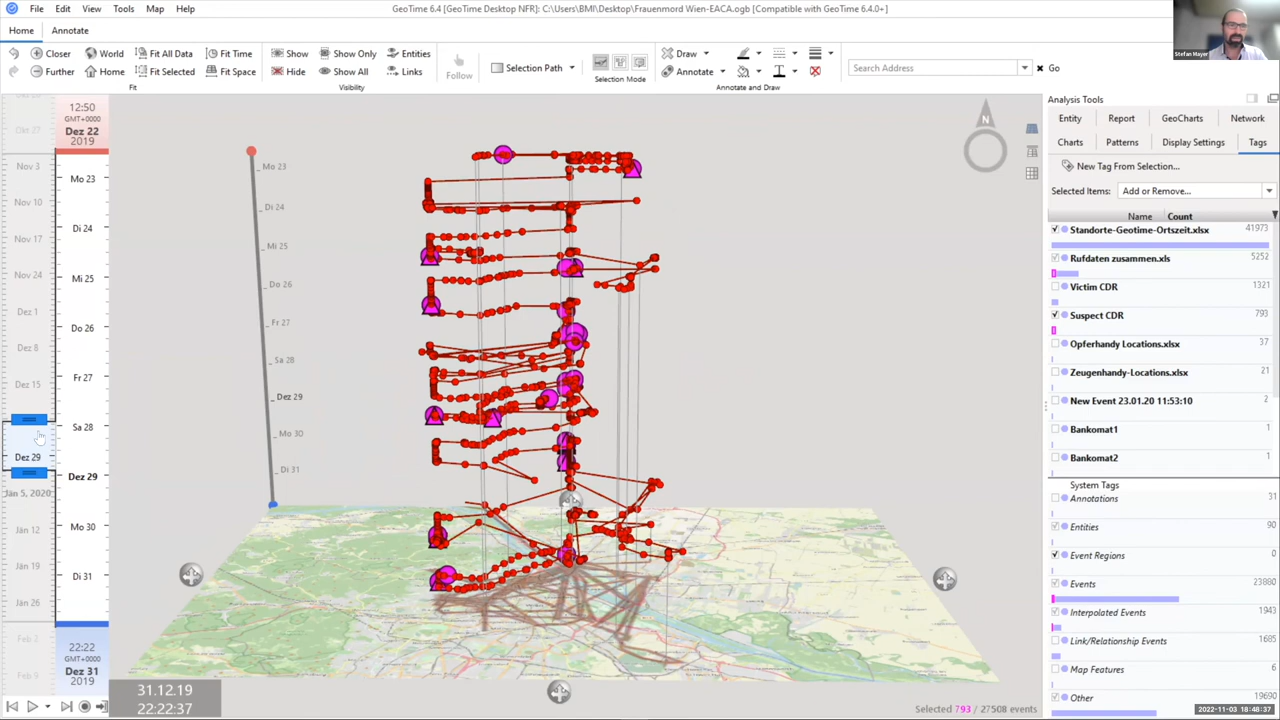 GeoTime 6.4 [GeoTime Desktop NFR]: C:\Users\BMI\Desktop\Frauenmord Wien-EACA.ogb [Compatible with GeoTime 6.4.0+]
File Edit View Tools Map Help
Home Annotate
Closer World Fit All Data Fit Time Show Show Only Entities Draw
Further Home Fit Selected Fit Space Hide Show All Links Follow Selection Path Selection Mode Annotate Search Address Go
Fit Visibility Annotate and Draw
Stefan Mayer
Okt 27
Nov 3
Nov 10
Nov 17
Nov 24
Dez 1
Dez 8
Dez 15
Dez 29
Jan 5, 2020
Jan 12
Jan 19
Jan 26
Feb 2
Feb 9
12:50
GMT+0000
Dez 22
2019
Mo 23
Di 24
Mi 25
Do 26
Fr 27
Sa 28
Dez 29
Mo 30
Di 31
22:22
GMT+0000
Dez 31
2019
Mo 23
Di 24
Mi 25
Do 26
Fr 27
Sa 28
Dez 29
Mo 30
Di 31
N
31.12.19
22:22:37
Selected 793 / 27508 events
Analysis Tools
Entity Report GeoCharts Network
Charts Patterns Display Settings Tags
New Tag From Selection...
Selected Items: Add or Remove...
Name Count
Standorte-Geotime-Ortszeit.xlsx 41973
Rufdaten zusammen.xls 5252
Victim CDR 1321
Suspect CDR 793
Opferhandy Locations.xlsx 37
Zeugenhandy-Locations.xlsx 21
New Event 23.01.20 11:53:10 2
Bankomat1 1
Bankomat2 1
System Tags
Annotations 31
Entities 90
Event Regions 0
Events 23880
Interpolated Events 1943
Link/Relationship Events 1685
Map Features 6
Other 19690
2022-11-03 18:48:37